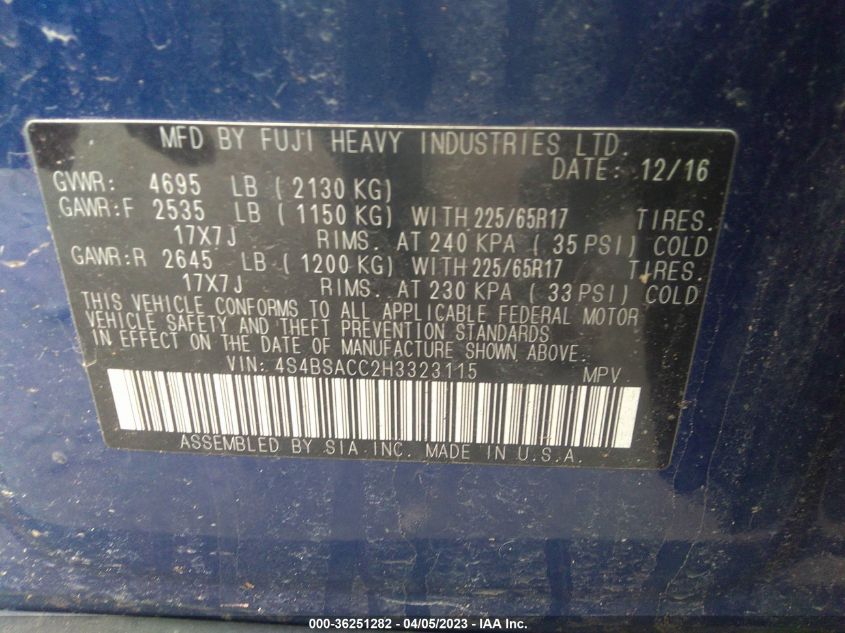 MFD BY FUJI HEAVY INDUSTRIES LTD.
DATE: 12/16
GVWR: 4695 LB (2130 KG)
GAWR:F 2535 LB (1150 KG) WITH 225/65R17 TIRES.
17X7J RIMS. AT 240 KPA (35 PSI) COLD
GAWR:R 2645 LB (1200 KG) WITH 225/65R17 TIRES.
17X7J RIMS. AT 230 KPA (33 PSI) COLD
THIS VEHICLE CONFORMS TO ALL APPLICABLE FEDERAL MOTOR
VEHICLE SAFETY AND THEFT PREVENTION STANDARDS
IN EFFECT ON THE DATE OF MANUFACTURE SHOWN ABOVE.
VIN: 4S4BSACC2H3323115 MPV
ASSEMBLED BY SIA INC. MADE IN U.S.A.
000-36251282 - 04/05/2023 - IAA Inc.